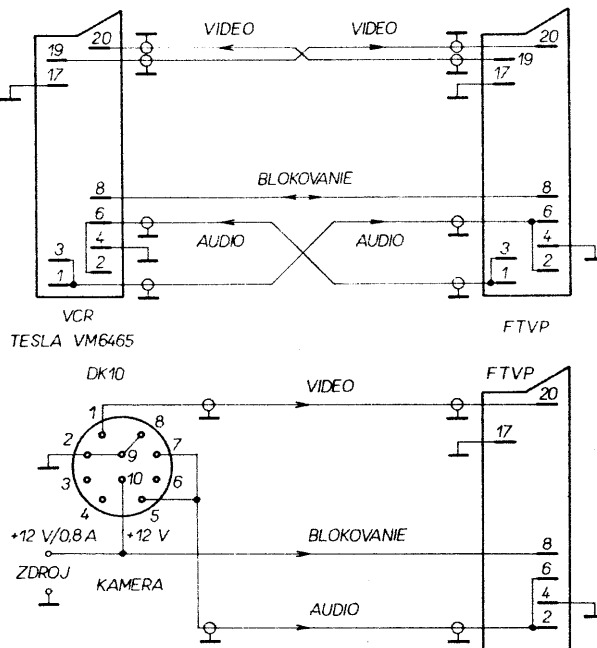 20 VIDEO VIDEO 20
19 19
17 17
BLOKOVANIE
8 8
6 6
AUDIO AUDIO
4 4
3 3
2 2
1 1
VCR FTVP
TESLA VM6465
DK10 FTVP
VIDEO
20
1 8
2 7 17
9
10
3 6
4 5
+12 V/0,8 A +12 V BLOKOVANIE
8
ZDROJ KAMERA
6
4
AUDIO
2